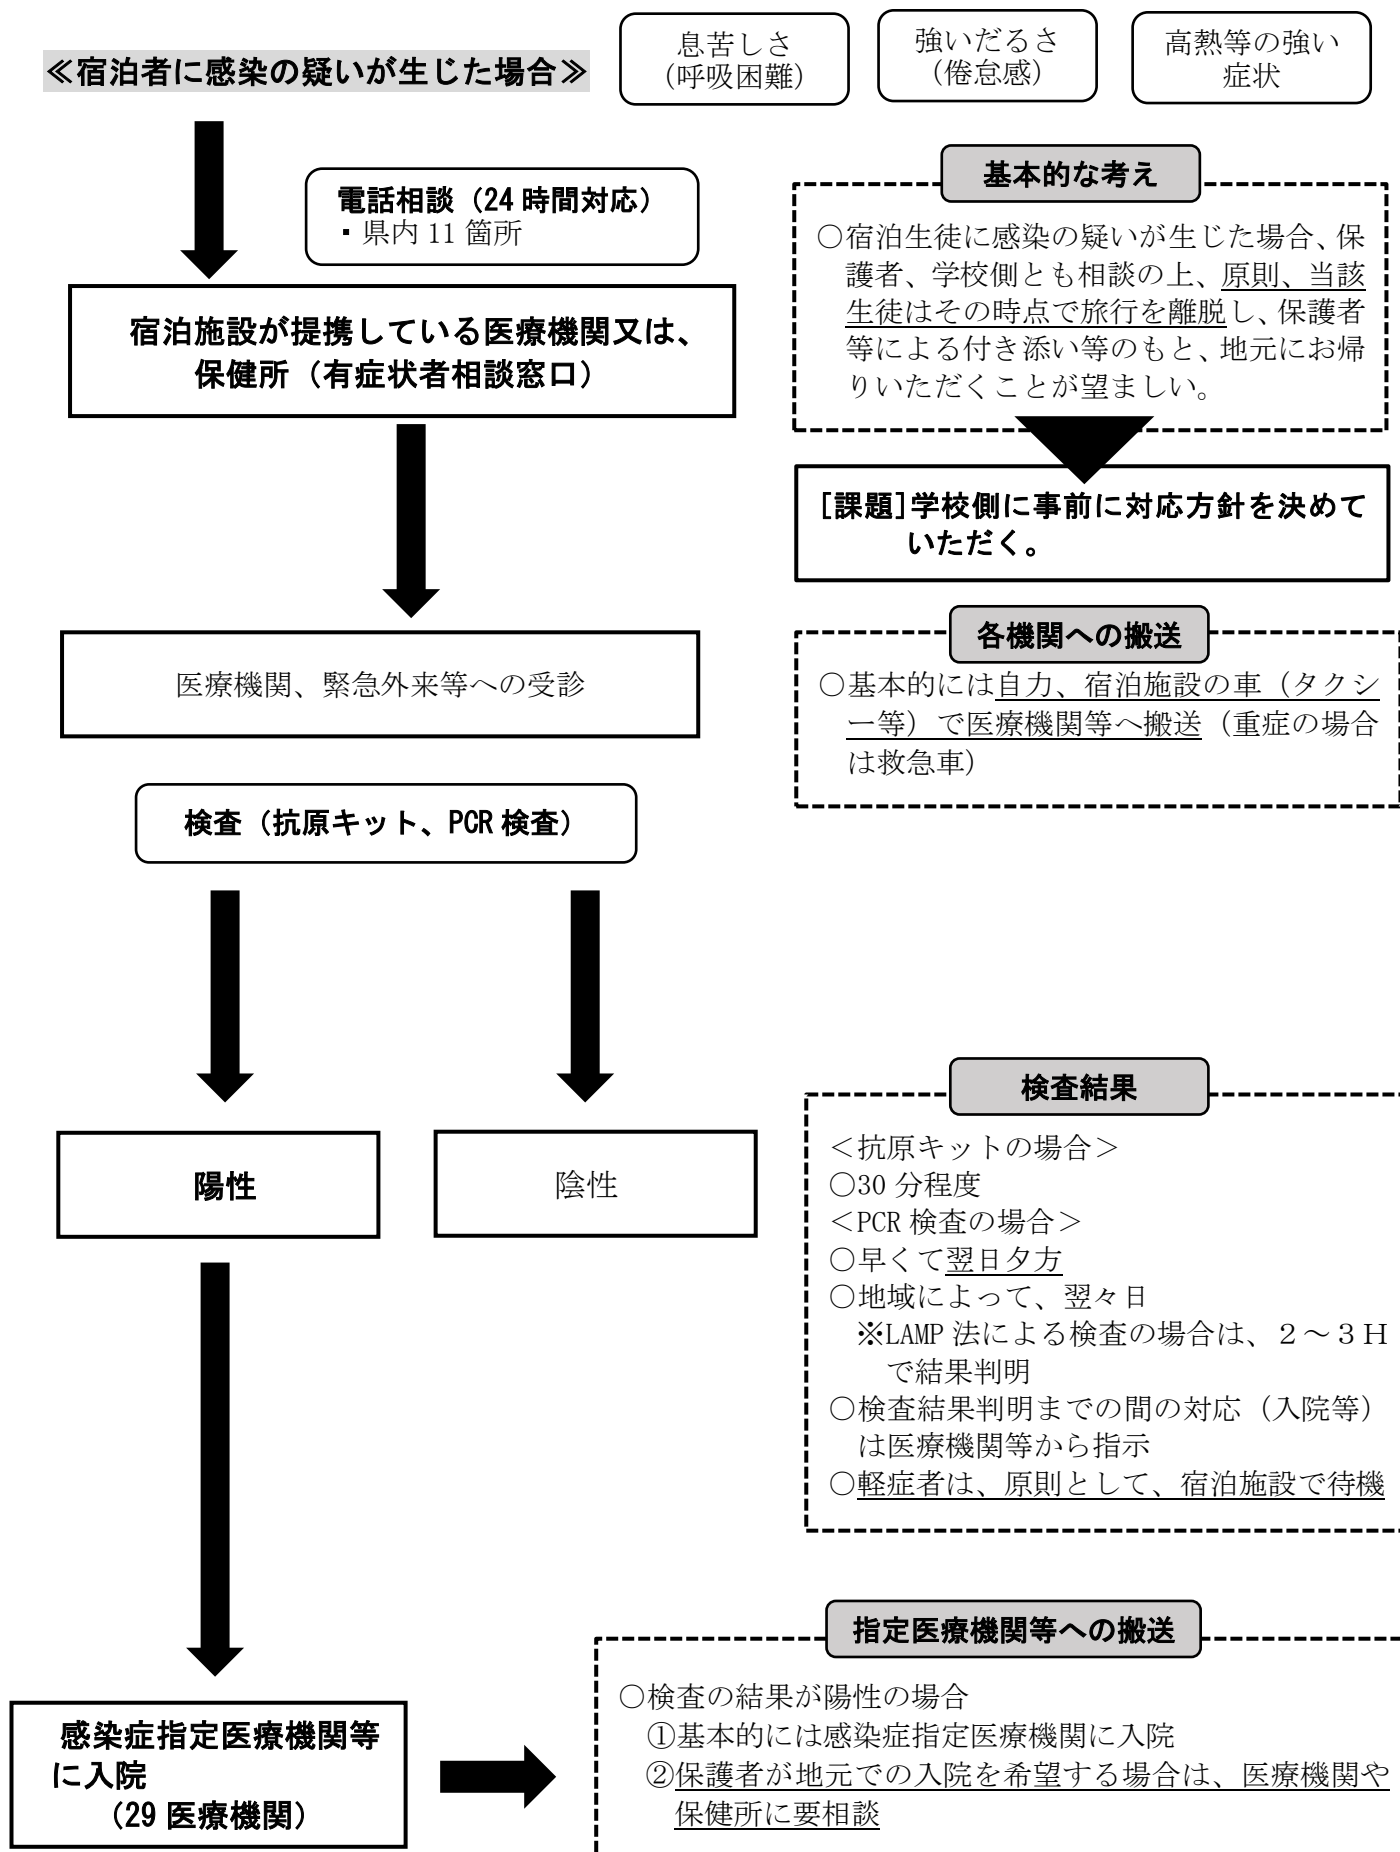 ≪宿泊者に感染の疑いが生じた場合≫
息苦しさ
（呼吸困難）
強いだるさ
（倦怠感）
高熱等の強い
症状
電話相談（24 時間対応）
・県内 11 箇所
宿泊施設が提携している医療機関又は、
保健所（有症状者相談窓口）
基本的な考え
○宿泊生徒に感染の疑いが生じた場合、保
護者、学校側とも相談の上、原則、当該
生徒はその時点で旅行を離脱し、保護者
等による付き添い等のもと、地元にお帰
りいただくことが望ましい。
[課題]学校側に事前に対応方針を決めて
いただく。
医療機関、緊急外来等への受診
各機関への搬送
○基本的には自力、宿泊施設の車（タクシ
ー等）で医療機関等へ搬送（重症の場合
は救急車）
検査（抗原キット、PCR 検査）
陽性
陰性
検査結果
＜抗原キットの場合＞
○30 分程度
＜PCR 検査の場合＞
○早くて翌日夕方
○地域によって、翌々日
※LAMP 法による検査の場合は、２～３Ｈ
で結果判明
○検査結果判明までの間の対応（入院等）
は医療機関等から指示
○軽症者は、原則として、宿泊施設で待機
感染症指定医療機関等
に入院
（29 医療機関）
指定医療機関等への搬送
○検査の結果が陽性の場合
①基本的には感染症指定医療機関に入院
②保護者が地元での入院を希望する場合は、医療機関や
保健所に要相談